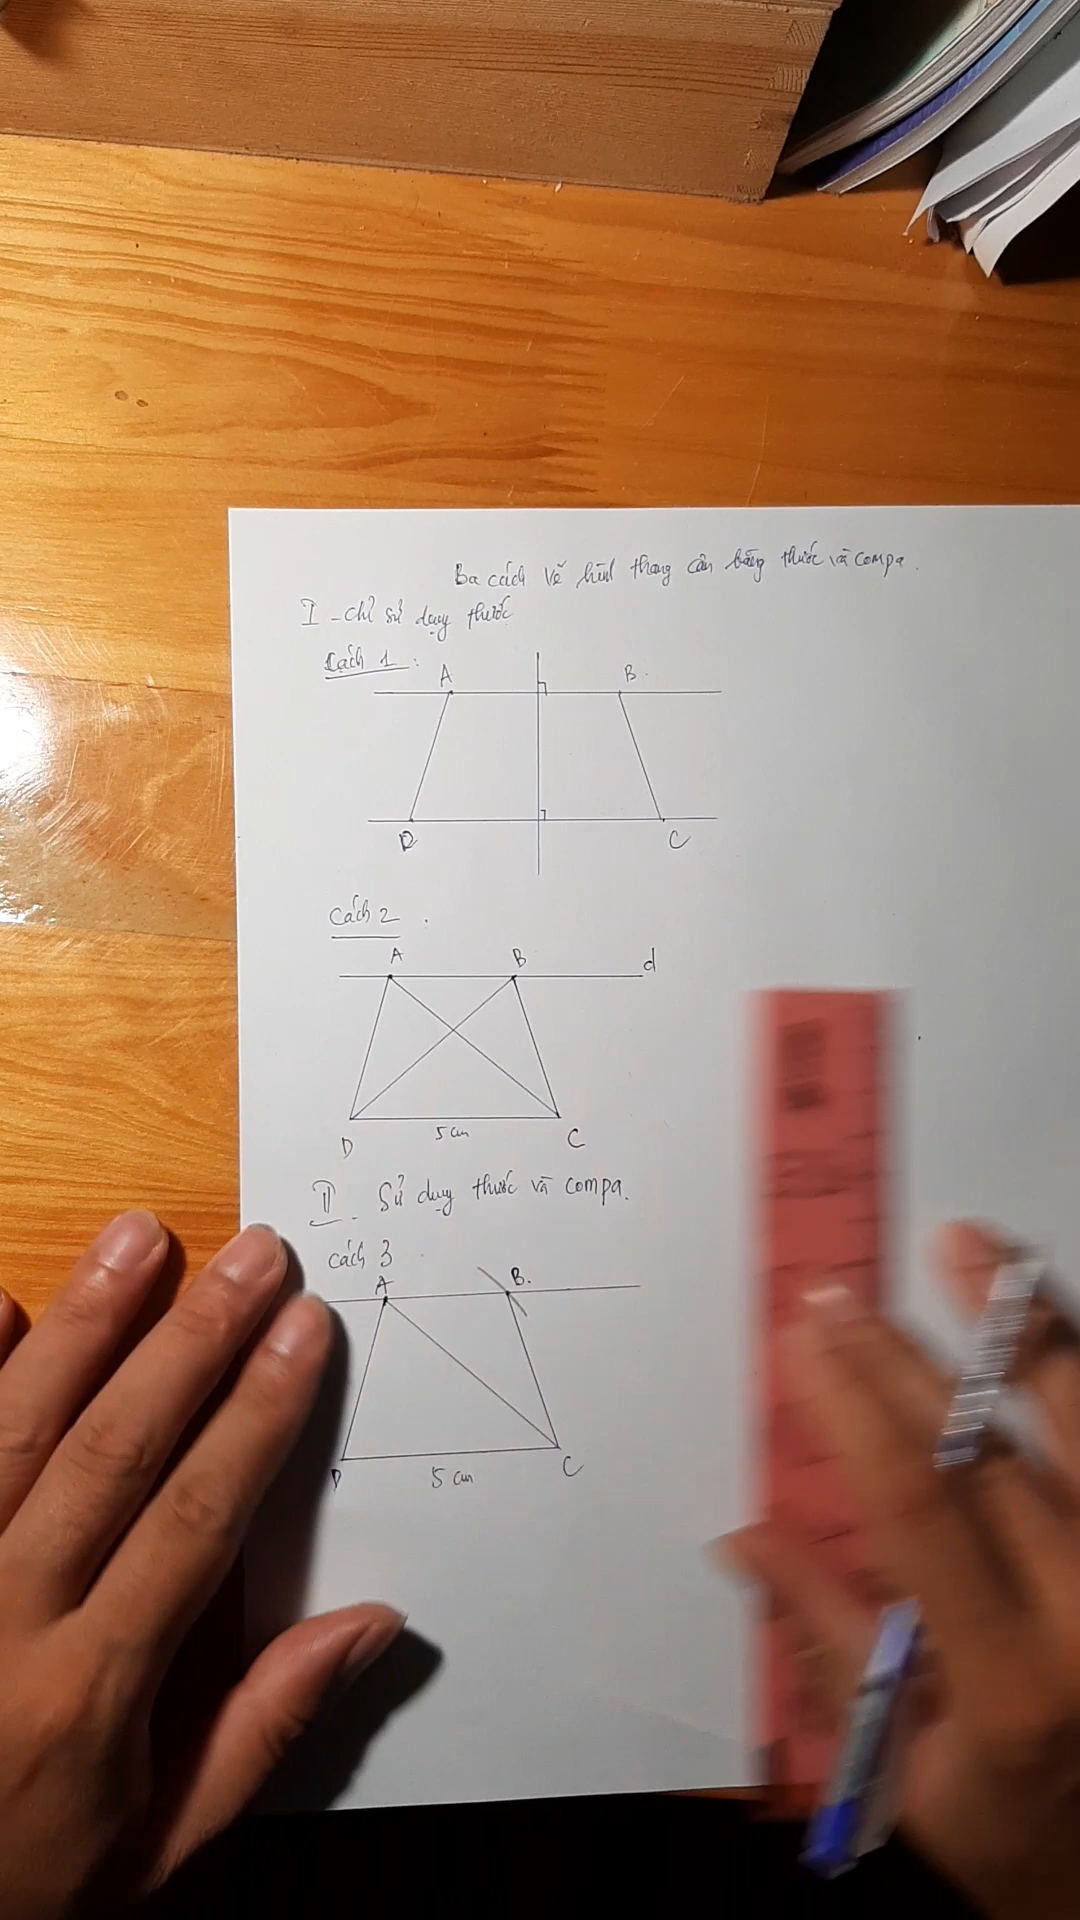 Ba cách vẽ hình thang cân bằng thước và compa.
I - chỉ sử dụng thước
Cách 1:
A B.
D C
Cách 2.
A B d
D 5 cm C
II - Sử dụng thước và compa.
cách 3
A B.
D 5 cm C